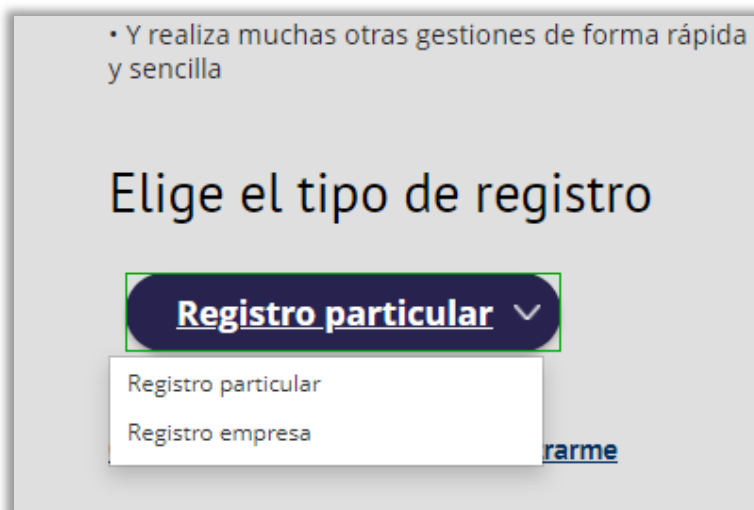 • Y realiza muchas otras gestiones de forma rápida
y sencilla
Elige el tipo de registro
Registro particular
Registro particular
Registro empresa
rarme